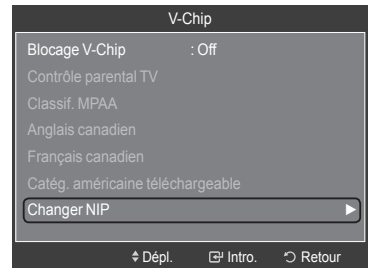 V-Chip
Blocage V-Chip : Off
Contrôle parental TV
Classif. MPAA
Anglais canadien
Français canadien
Catég. américaine téléchargeable
Changer NIP
Dépl. Intro. Retour